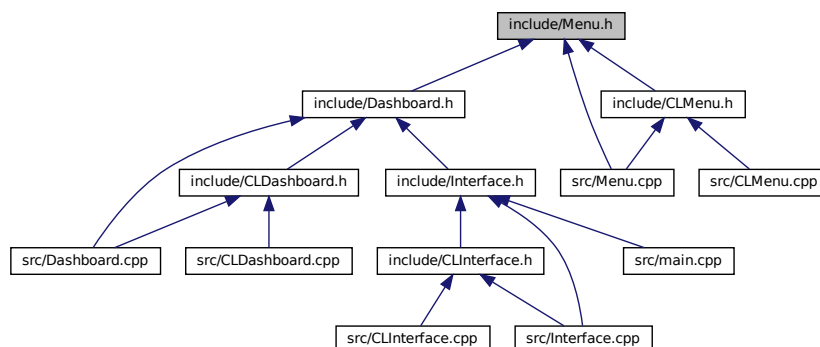 include/Menu.h
include/Dashboard.h
include/CLMenu.h
include/CLDashboard.h
include/Interface.h
src/Menu.cpp
src/CLMenu.cpp
src/Dashboard.cpp
src/CLDashboard.cpp
include/CLInterface.h
src/main.cpp
src/CLInterface.cpp
src/Interface.cpp